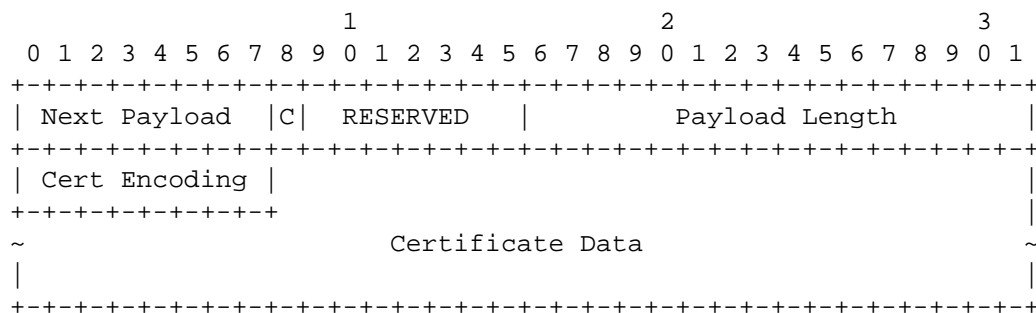 1                   2                   3
 0 1 2 3 4 5 6 7 8 9 0 1 2 3 4 5 6 7 8 9 0 1 2 3 4 5 6 7 8 9 0 1
+-+-+-+-+-+-+-+-+-+-+-+-+-+-+-+-+-+-+-+-+-+-+-+-+-+-+-+-+-+-+-+-+
| Next Payload  |C|  RESERVED   |         Payload Length        |
+-+-+-+-+-+-+-+-+-+-+-+-+-+-+-+-+-+-+-+-+-+-+-+-+-+-+-+-+-+-+-+-+
| Cert Encoding |                                               |
+-+-+-+-+-+-+-+-+                                               |
~                       Certificate Data                        ~
|                                                               |
+-+-+-+-+-+-+-+-+-+-+-+-+-+-+-+-+-+-+-+-+-+-+-+-+-+-+-+-+-+-+-+-+